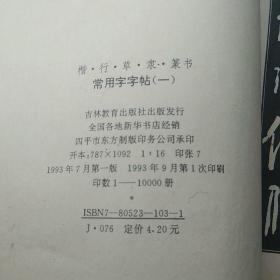 楷·行·草·隶·篆书
常用字字帖(一)
吉林教育出版社出版发行
全国各地新华书店经销
四平市东方制版印务公司承印
开本:787×1092 1:16 印张7
1993年7月第一版 1993年9月第1次印刷
印数1—10000册
ISBN7—80523—103—1
J·076 定价4.20元